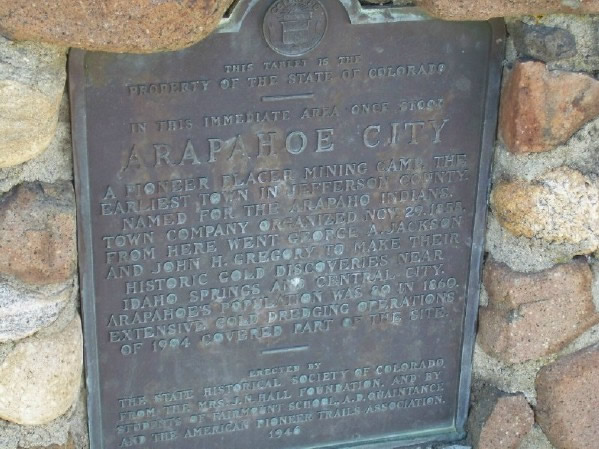 THIS TABLET IS THE
PROPERTY OF THE STATE OF COLORADO
IN THIS IMMEDIATE AREA ONCE STOOD
ARAPAHOE CITY
A PIONEER PLACER MINING CAMP, THE
EARLIEST TOWN IN JEFFERSON COUNTY.
NAMED FOR THE ARAPAHO INDIANS.
TOWN COMPANY ORGANIZED NOV. 29, 1858.
FROM HERE WENT GEORGE A. JACKSON
AND JOHN H. GREGORY TO MAKE THEIR
HISTORIC GOLD DISCOVERIES NEAR
IDAHO SPRINGS AND CENTRAL CITY.
ARAPAHOE'S POPULATION WAS 80 IN 1860.
EXTENSIVE GOLD DREDGING OPERATIONS
OF 1904 COVERED PART OF THE SITE.
ERECTED BY
THE STATE HISTORICAL SOCIETY OF COLORADO
FROM THE MRS. J. N. HALL FOUNDATION, AND BY
STUDENTS OF FAIRMOUNT SCHOOL, A. D. QUAINTANCE,
AND THE AMERICAN PIONEER TRAILS ASSOCIATION.
1946